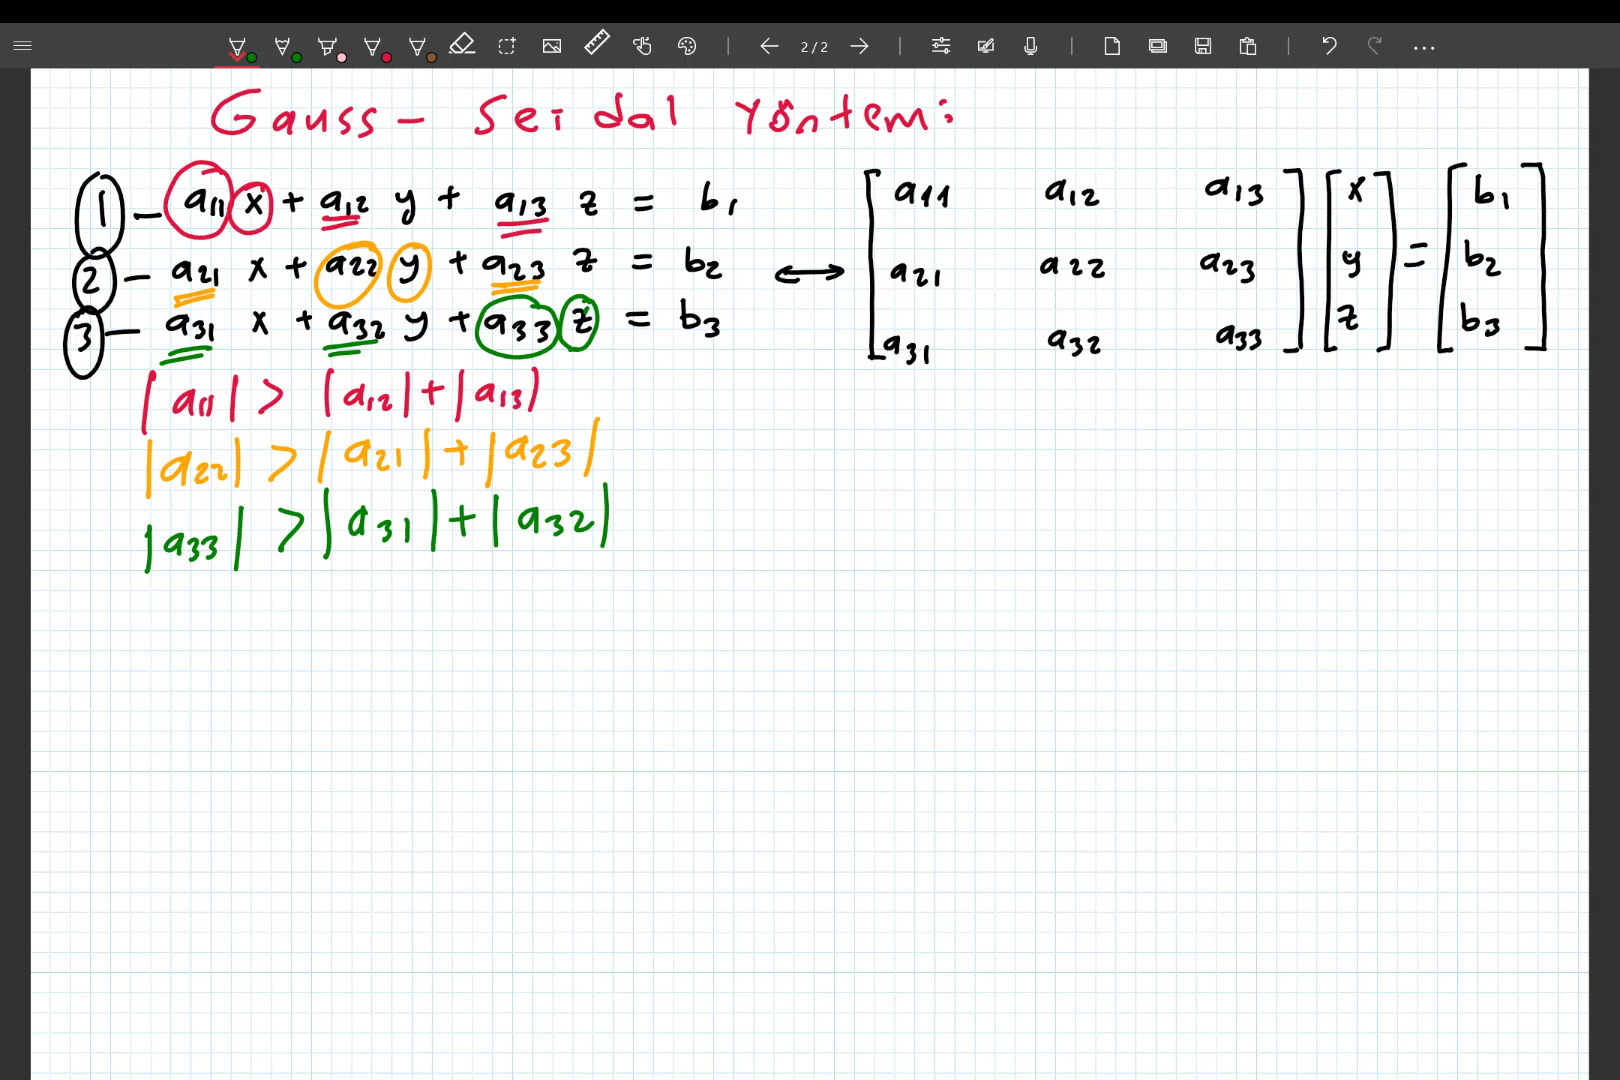 2/2
Gauss - Seidal Yöntem:
1 - a11 x + a12 y + a13 z = b1
2 - a21 x + a22 y + a23 z = b2
3 - a31 x + a32 y + a33 z = b3
↔
[a11 a12 a13] [x] = [b1]
[a21 a22 a23] [y] = [b2]
[a31 a32 a33] [z] = [b3]
|a11| > |a12| + |a13|
|a22| > |a21| + |a23|
|a33| > |a31| + |a32|